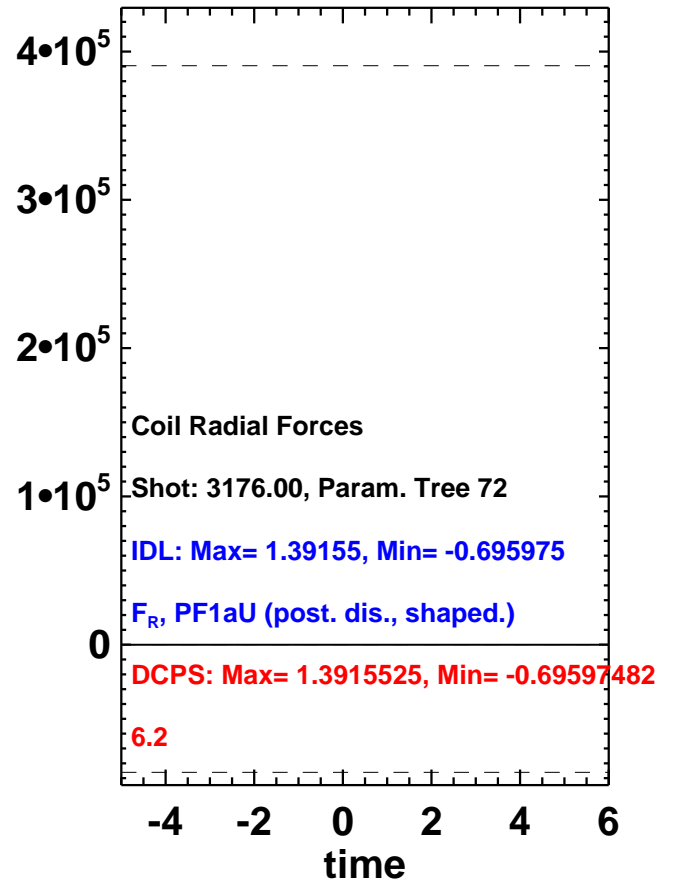 4•10⁵
3•10⁵
2•10⁵
Coil Radial Forces
1•10⁵
Shot: 3176.00, Param. Tree 72
IDL: Max= 1.39155, Min= -0.695975
F_R, PF1aU (post. dis., shaped.)
0
DCPS: Max= 1.3915525, Min= -0.69597482
6.2
-4 -2 0 2 4 6
time